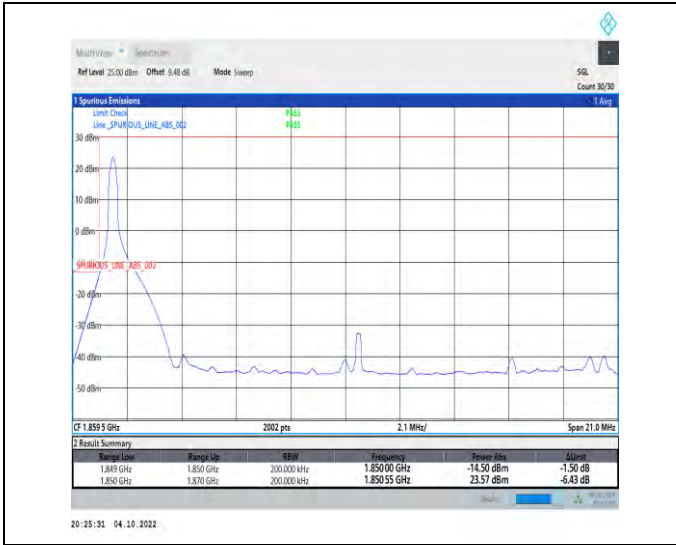 MultiView Spectrum
Ref Level 25.00 dBm Offset 9.48 dB Mode Sweep SGL
Count 30/30
1 Spurious Emissions 1 Avg
Limit Check PASS
Line _SPURIOUS_LINE_ABS_002 PASS
30 dBm
20 dBm
10 dBm
0 dBm
-10 dBm
SPURIOUS_LINE_ABS_002
-20 dBm
-30 dBm
-40 dBm
-50 dBm
CF 1.859 5 GHz 2002 pts 2.1 MHz/ Span 21.0 MHz
2 Result Summary
Range Low Range Up RBW Frequency Power Abs ΔLimit
1.849 GHz 1.850 GHz 200.000 kHz 1.85000 GHz -14.50 dBm -1.50 dB
1.850 GHz 1.870 GHz 200.000 kHz 1.85055 GHz 23.57 dBm -6.43 dB
20:25:31 04.10.2022